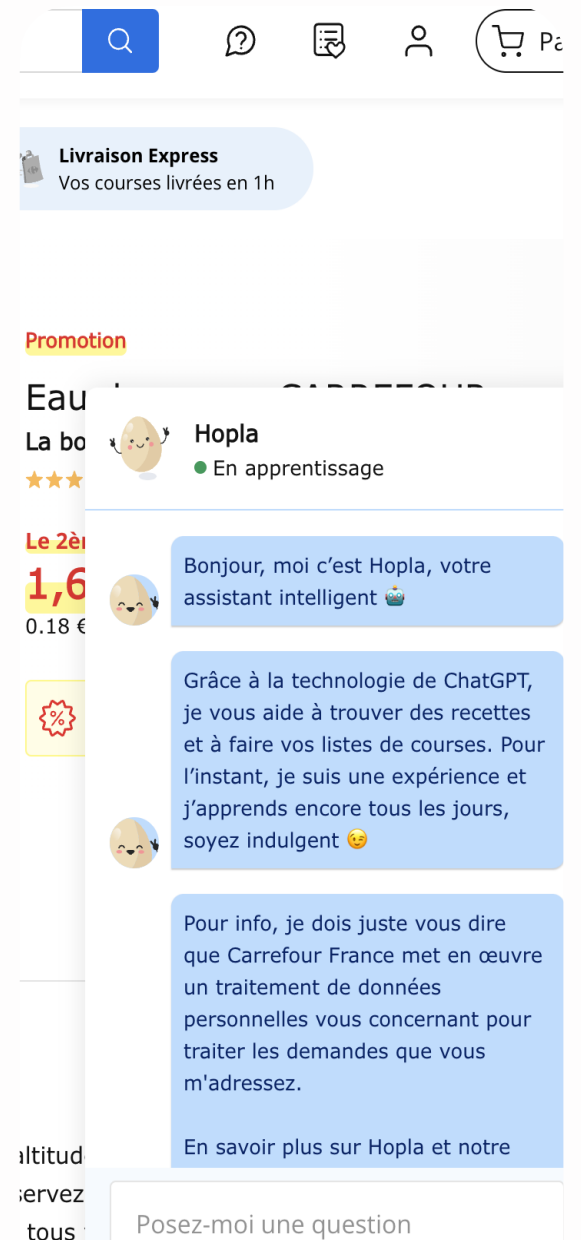 Livraison Express
Vos courses livrées en 1h
Promotion
Eau
La bo
Le 2èr
1,6
0.18 €
Hopla
En apprentissage
Bonjour, moi c’est Hopla, votre
assistant intelligent 🤖
Grâce à la technologie de ChatGPT,
je vous aide à trouver des recettes
et à faire vos listes de courses. Pour
l’instant, je suis une expérience et
j’apprends encore tous les jours,
soyez indulgent 😉
Pour info, je dois juste vous dire
que Carrefour France met en œuvre
un traitement de données
personnelles vous concernant pour
traiter les demandes que vous
m'adressez.
En savoir plus sur Hopla et notre
altitud
servez
tous
Posez-moi une question